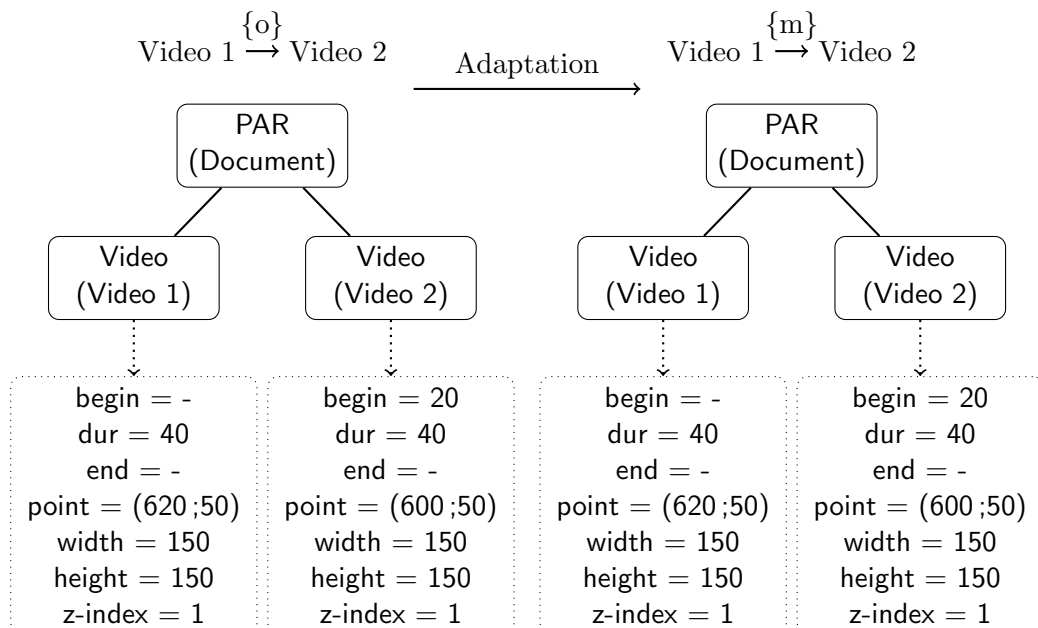 {o}
Video 1 → Video 2
Adaptation
{m}
Video 1 → Video 2
PAR
(Document)
PAR
(Document)
Video
(Video 1)
Video
(Video 2)
Video
(Video 1)
Video
(Video 2)
begin = -
dur = 40
end = -
point = (620 ;50)
width = 150
height = 150
z-index = 1
begin = 20
dur = 40
end = -
point = (600 ;50)
width = 150
height = 150
z-index = 1
begin = -
dur = 40
end = -
point = (620 ;50)
width = 150
height = 150
z-index = 1
begin = 20
dur = 40
end = -
point = (600 ;50)
width = 150
height = 150
z-index = 1